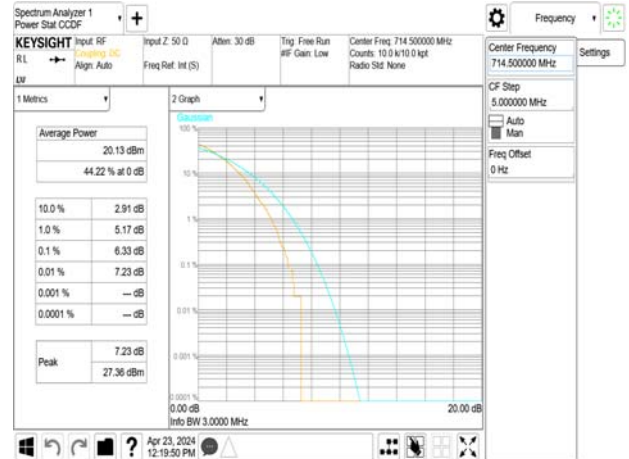 Spectrum Analyzer 1
Power Stat CCDF
+
Frequency
KEYSIGHT
Input: RF
Input Z: 50 Ω
Atten: 30 dB
Trig: Free Run
Center Freq: 714.500000 MHz
RL
Coupling: DC
#IF Gain: Low
Counts: 10.0 k/10.0 kpt
Align: Auto
Freq Ref: Int (S)
Radio Std: None
Center Frequency
714.500000 MHz
Settings
CF Step
5.000000 MHz
Auto
Man
Freq Offset
0 Hz
1 Metrics
2 Graph
Average Power
20.13 dBm
44.22 % at 0 dB
10.0 % 2.91 dB
1.0 % 5.17 dB
0.1 % 6.33 dB
0.01 % 7.23 dB
0.001 % --- dB
0.0001 % --- dB
Peak
7.23 dB
27.36 dBm
Gaussian
100 %
10 %
1 %
0.1 %
0.01 %
0.001 %
0.0001 %
0.00 dB
20.00 dB
Info BW 3.0000 MHz
?
Apr 23, 2024
12:19:50 PM